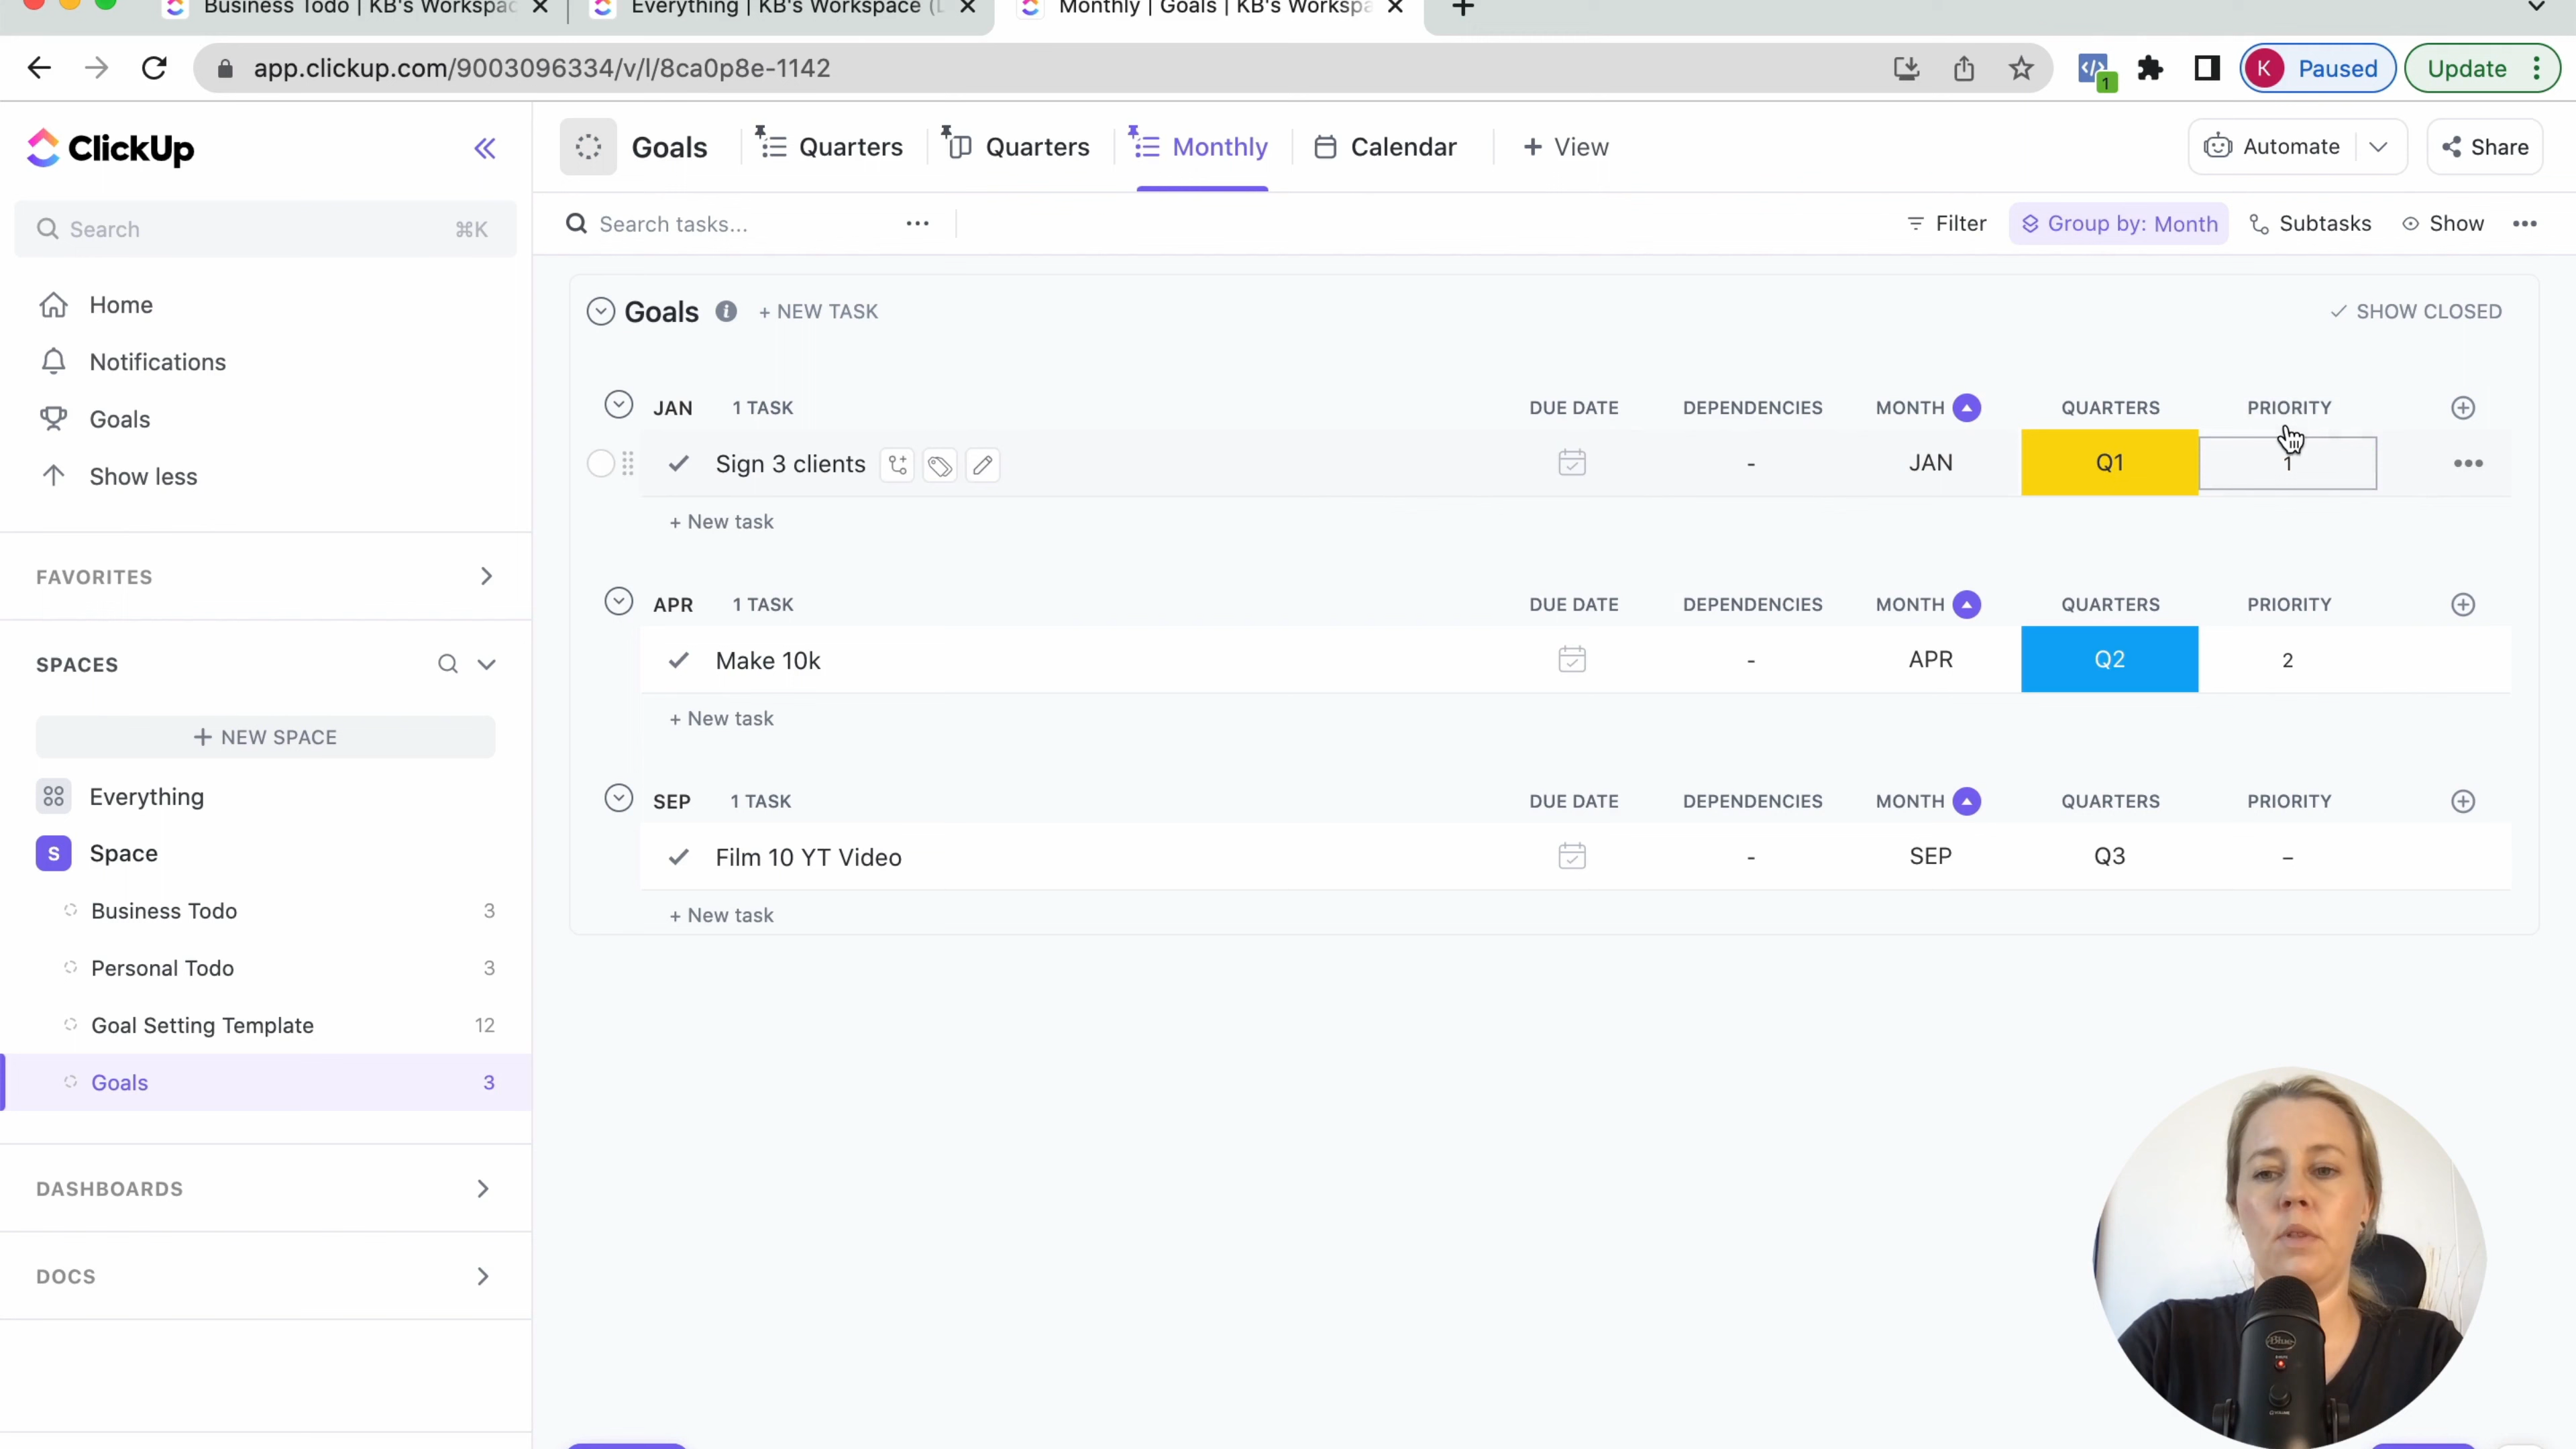 Business Todo | KB's Workspac
Everything | KB's Workspace (L
Monthly | Goals | KB's Workspa
app.clickup.com/9003096334/v/l/8ca0p8e-1142
1
K Paused
Update
ClickUp
Goals
Quarters
Quarters
Monthly
Calendar
+ View
Automate
Share
Search ⌘K
Search tasks...
Filter
Group by: Month
Subtasks
Show
Home
Notifications
Goals
Show less
FAVORITES
SPACES
+ NEW SPACE
Everything
S Space
Business Todo 3
Personal Todo 3
Goal Setting Template 12
Goals 3
DASHBOARDS
DOCS
Goals + NEW TASK SHOW CLOSED
JAN 1 TASK DUE DATE DEPENDENCIES MONTH QUARTERS PRIORITY
Sign 3 clients - JAN Q1 1
+ New task
APR 1 TASK DUE DATE DEPENDENCIES MONTH QUARTERS PRIORITY
Make 10k - APR Q2 2
+ New task
SEP 1 TASK DUE DATE DEPENDENCIES MONTH QUARTERS PRIORITY
Film 10 YT Video - SEP Q3 –
+ New task
Blue